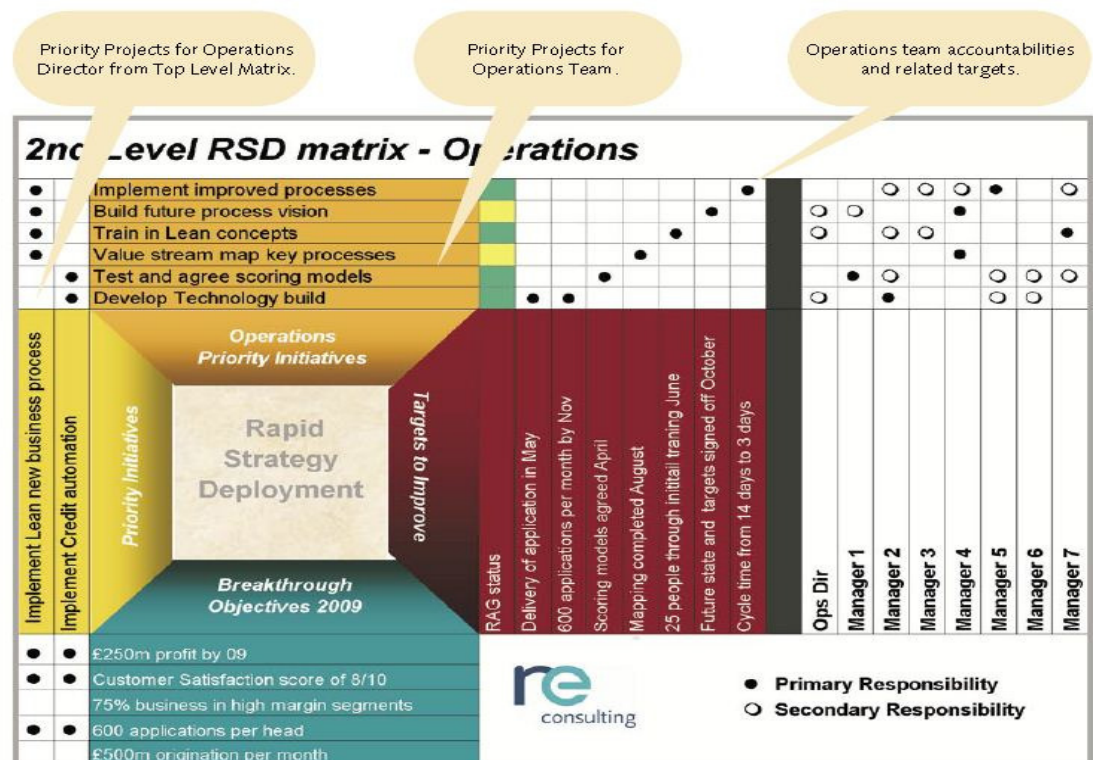 Priority Projects for Operations
Director from Top Level Matrix.
Priority Projects for
Operations Team.
Operations team accountabilities
and related targets.
2nd Level RSD matrix - Operations
Implement improved processes
Build future process vision
Train in Lean concepts
Value stream map key processes
Test and agree scoring models
Develop Technology build
Implement Lean new business process
Implement Credit automation
Priority Initiatives
Operations
Priority Initiatives
Rapid
Strategy
Deployment
Targets to Improve
Breakthrough
Objectives 2009
RAG status
Delivery of application in May
600 applications per month by Nov
Scoring models agreed April
Mapping completed August
25 people through inititail traning June
Future state and targets signed off October
Cycle time from 14 days to 3 days
Ops Dir
Manager 1
Manager 2
Manager 3
Manager 4
Manager 5
Manager 6
Manager 7
£250m profit by 09
Customer Satisfaction score of 8/10
75% business in high margin segments
600 applications per head
£500m origination per month
re
consulting
Primary Responsibility
Secondary Responsibility